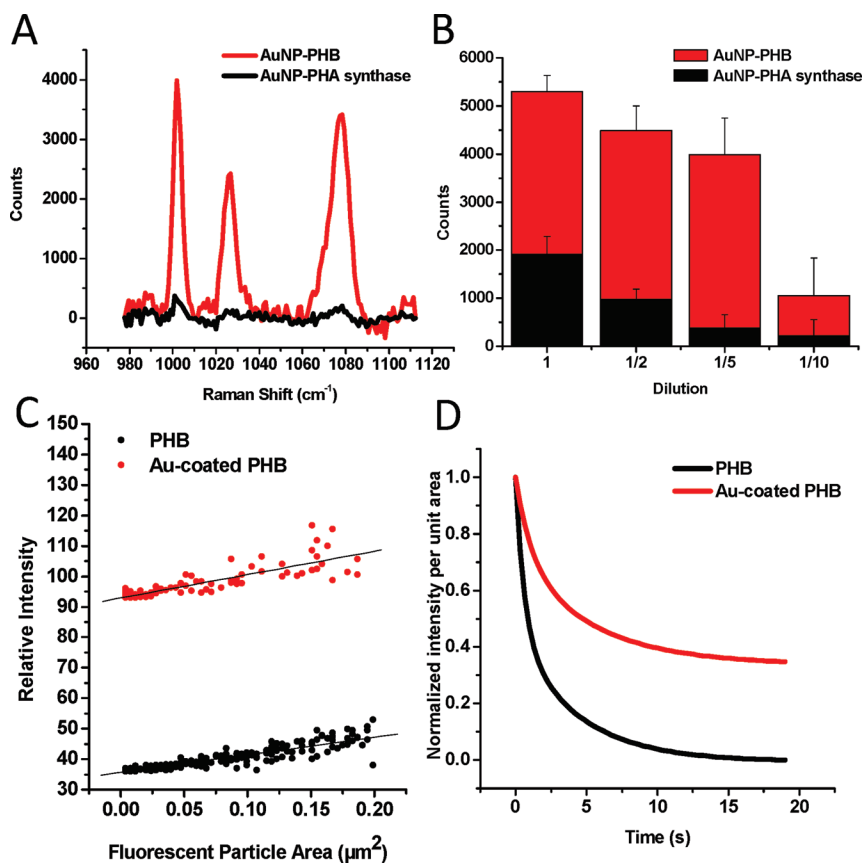 A
AuNP-PHB
AuNP-PHA synthase
4000
3000
2000
1000
0
Counts
960 980 1000 1020 1040 1060 1080 1100 1120
Raman Shift (cm-1)
B
AuNP-PHB
AuNP-PHA synthase
6000
5000
4000
3000
2000
1000
0
Counts
1 1/2 1/5 1/10
Dilution
C
PHB
Au-coated PHB
150
140
130
120
110
100
90
80
70
60
50
40
30
Relative Intensity
0.00 0.05 0.10 0.15 0.20
Fluorescent Particle Area (µm2)
D
PHB
Au-coated PHB
1.0
0.8
0.6
0.4
0.2
0.0
Normalized intensity per unit area
0 5 10 15 20
Time (s)